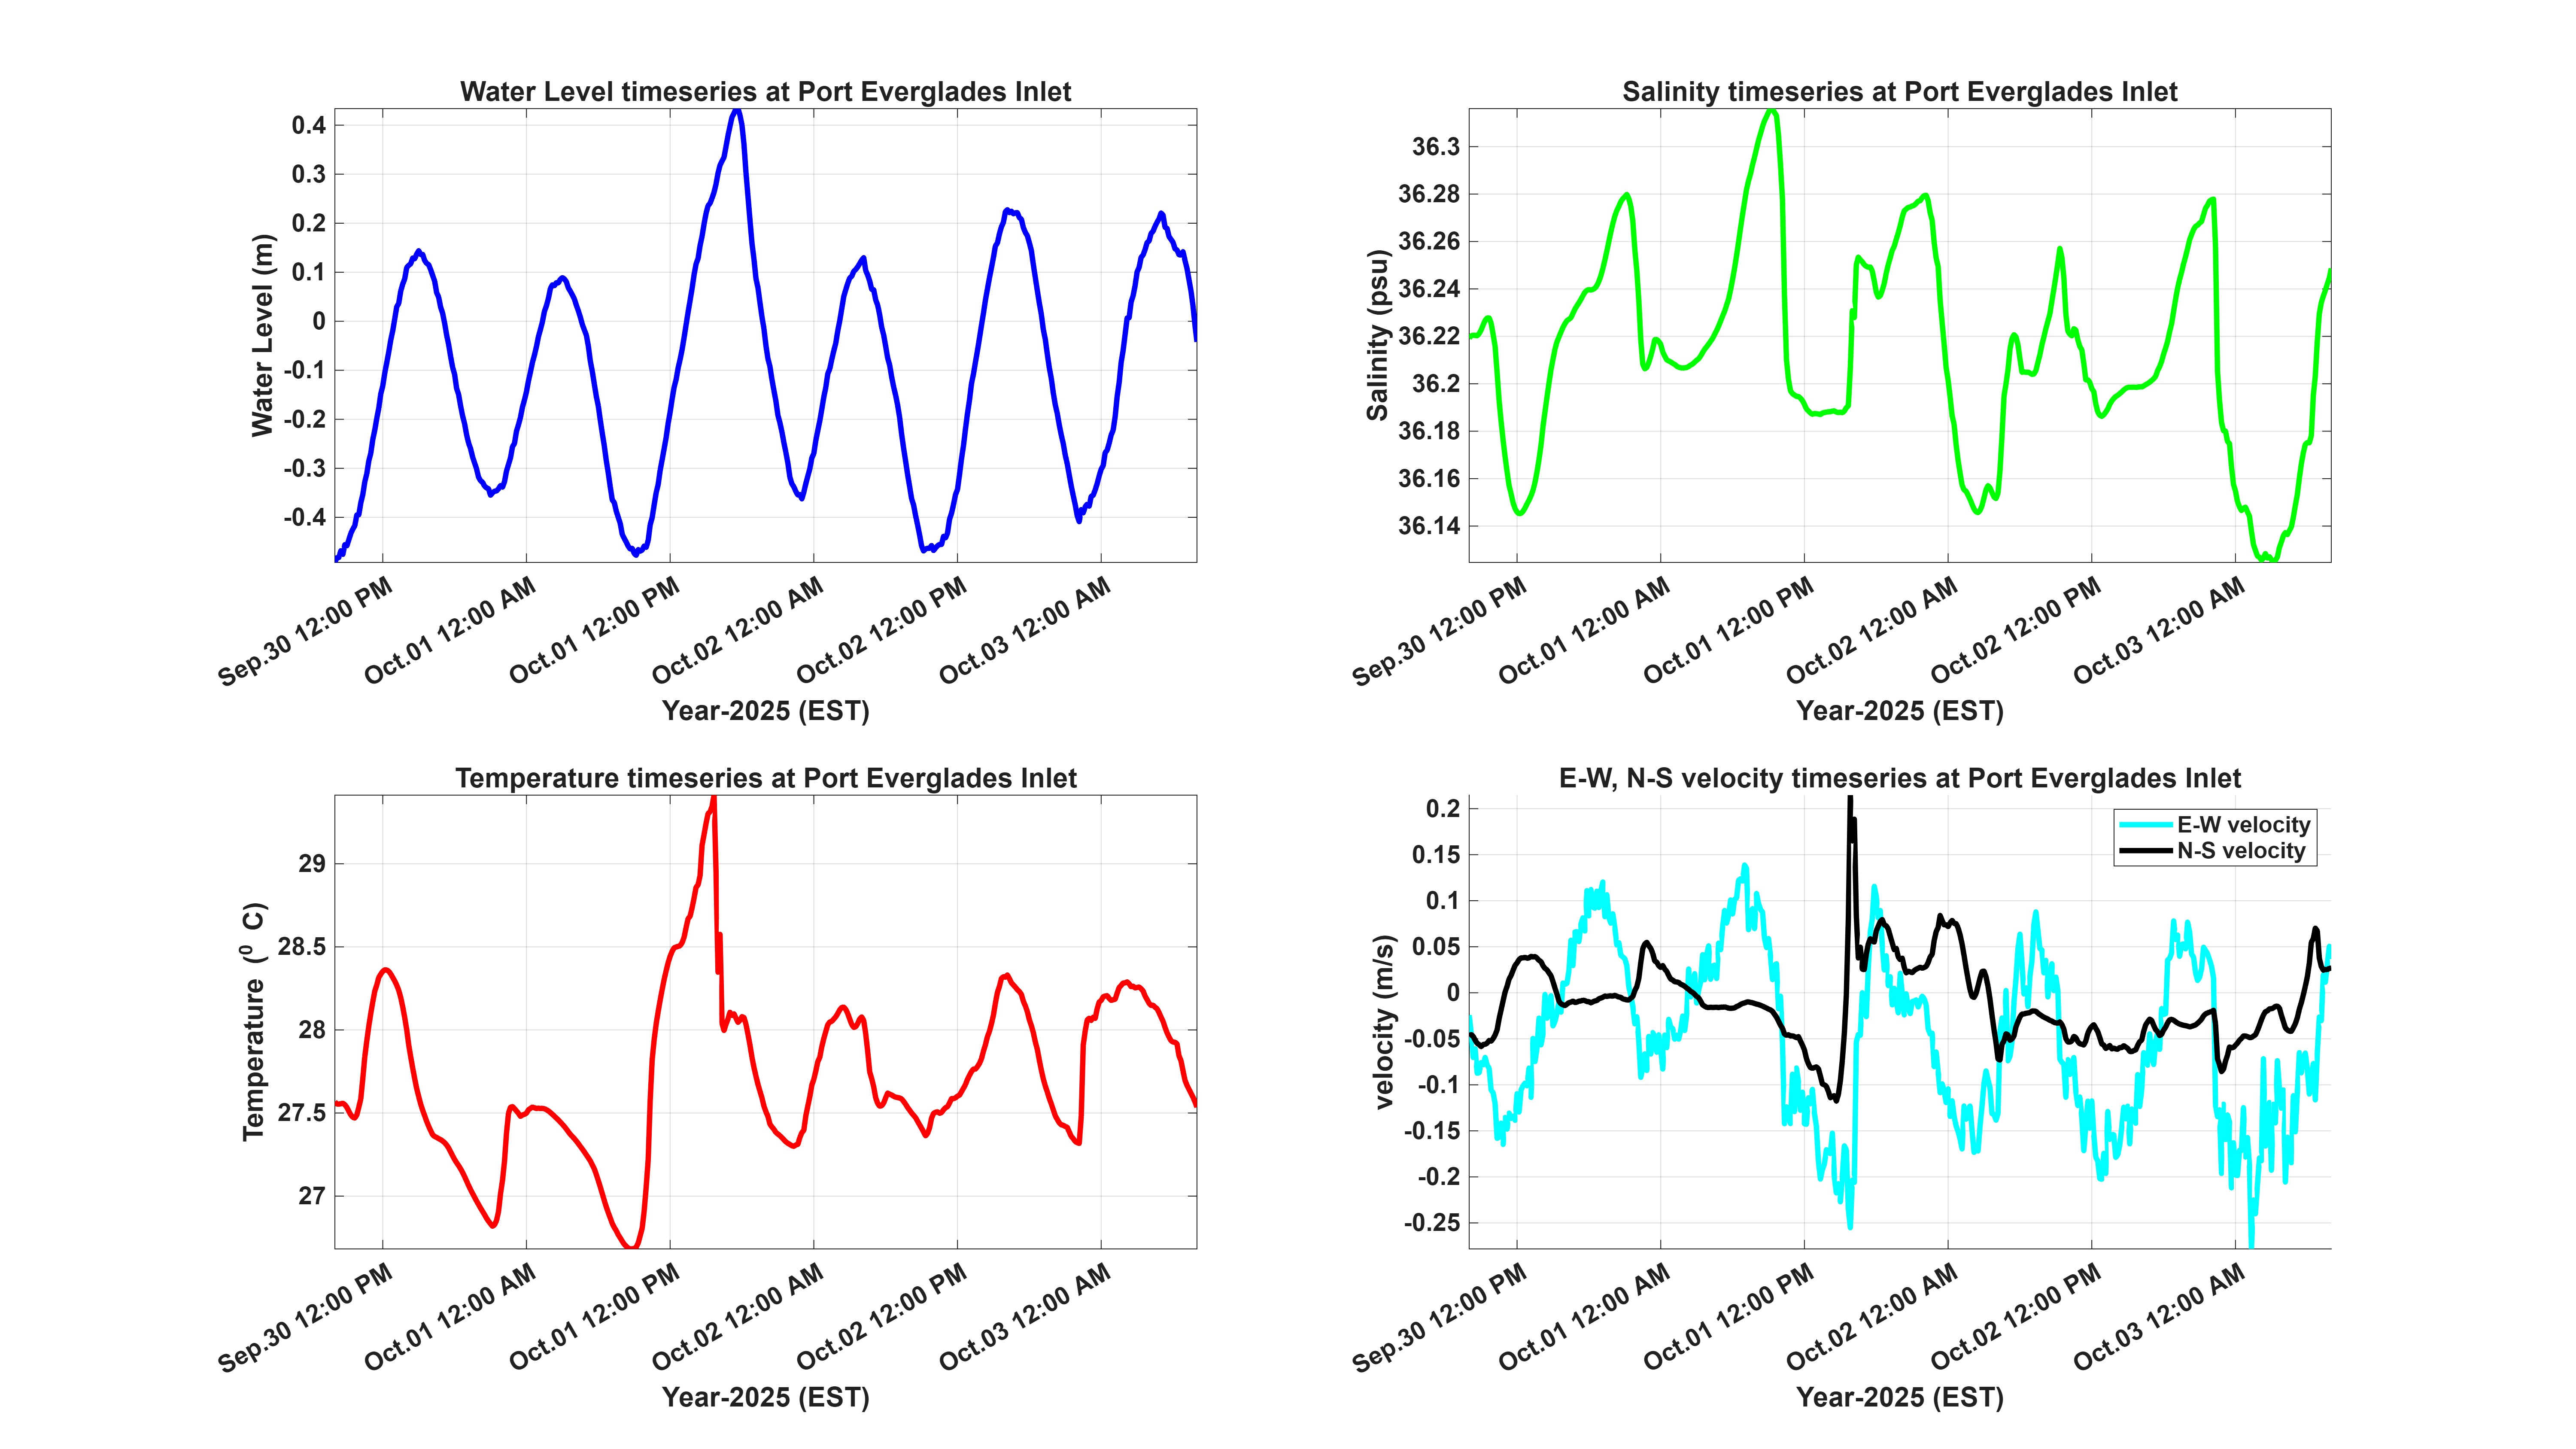 Water Level timeseries at Port Everglades Inlet
Water Level (m)
0.4
0.3
0.2
0.1
0
-0.1
-0.2
-0.3
-0.4
Sep.30 12:00 PM
Oct.01 12:00 AM
Oct.01 12:00 PM
Oct.02 12:00 AM
Oct.02 12:00 PM
Oct.03 12:00 AM
Year-2025 (EST)
Salinity timeseries at Port Everglades Inlet
Salinity (psu)
36.3
36.28
36.26
36.24
36.22
36.2
36.18
36.16
36.14
Sep.30 12:00 PM
Oct.01 12:00 AM
Oct.01 12:00 PM
Oct.02 12:00 AM
Oct.02 12:00 PM
Oct.03 12:00 AM
Year-2025 (EST)
Temperature timeseries at Port Everglades Inlet
Temperature (⁰ C)
29
28.5
28
27.5
27
Sep.30 12:00 PM
Oct.01 12:00 AM
Oct.01 12:00 PM
Oct.02 12:00 AM
Oct.02 12:00 PM
Oct.03 12:00 AM
Year-2025 (EST)
E-W, N-S velocity timeseries at Port Everglades Inlet
velocity (m/s)
0.2
0.15
0.1
0.05
0
-0.05
-0.1
-0.15
-0.2
-0.25
E-W velocity
N-S velocity
Sep.30 12:00 PM
Oct.01 12:00 AM
Oct.01 12:00 PM
Oct.02 12:00 AM
Oct.02 12:00 PM
Oct.03 12:00 AM
Year-2025 (EST)